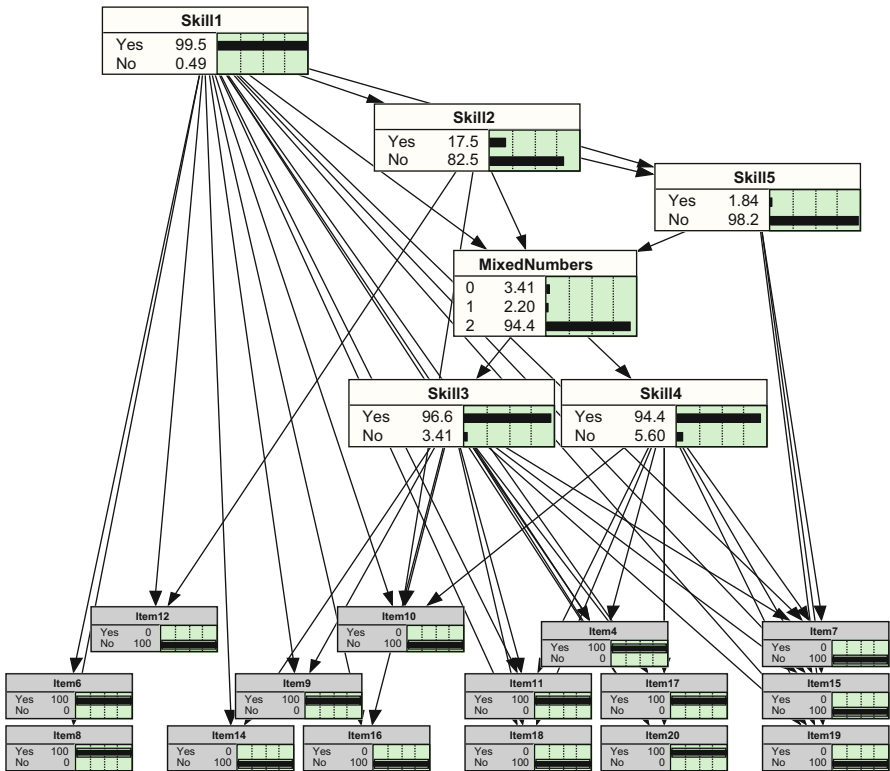 Skill1
Yes 99.5
No 0.49
Skill2
Yes 17.5
No 82.5
Skill5
Yes 1.84
No 98.2
MixedNumbers
0 3.41
1 2.20
2 94.4
Skill3
Yes 96.6
No 3.41
Skill4
Yes 94.4
No 5.60
Item12
Yes 0
No 100
Item10
Yes 0
No 100
Item4
Yes 100
No 0
Item7
Yes 0
No 100
Item6
Yes 100
No 0
Item9
Yes 100
No 0
Item11
Yes 100
No 0
Item17
Yes 100
No 0
Item15
Yes 0
No 100
Item8
Yes 100
No 0
Item14
Yes 0
No 100
Item16
Yes 0
No 100
Item18
Yes 0
No 100
Item20
Yes 100
No 0
Item19
Yes 0
No 100